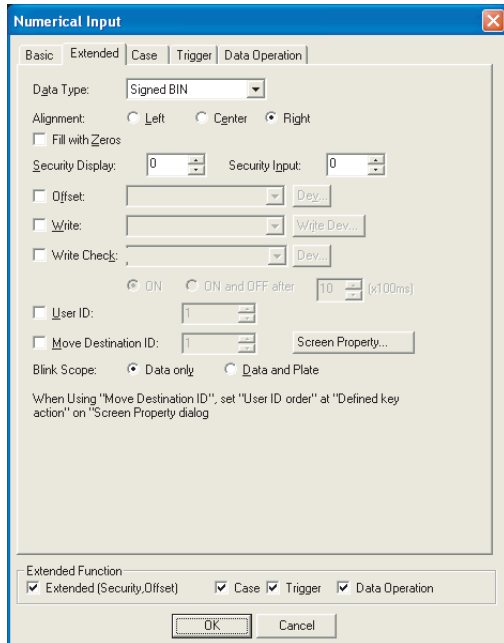 Numerical Input
Basic Extended Case Trigger Data Operation
Data Type: Signed BIN
Alignment: Left Center Right
Fill with Zeros
Security Display: 0 Security Input: 0
Offset: Dev...
Write: Write Dev...
Write Check: Dev...
ON ON and OFF after 10 (x100ms)
User ID: 1
Move Destination ID: 1 Screen Property...
Blink Scope: Data only Data and Plate
When Using "Move Destination ID", set "User ID order" at "Defined key
action" on "Screen Property dialog
Extended Function
Extended (Security,Offset) Case Trigger Data Operation
OK Cancel